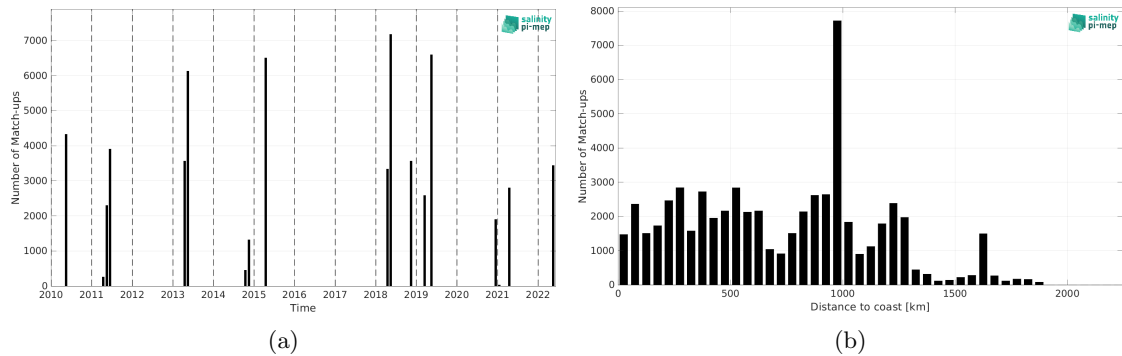 salinity
pi-mep
Number of Match-ups
7000
6000
5000
4000
3000
2000
1000
0
2010 2011 2012 2013 2014 2015 2016 2017 2018 2019 2020 2021 2022
Time
(a)
salinity
pi-mep
Number of Match-ups
8000
7000
6000
5000
4000
3000
2000
1000
0
0 500 1000 1500 2000
Distance to coast [km]
(b)